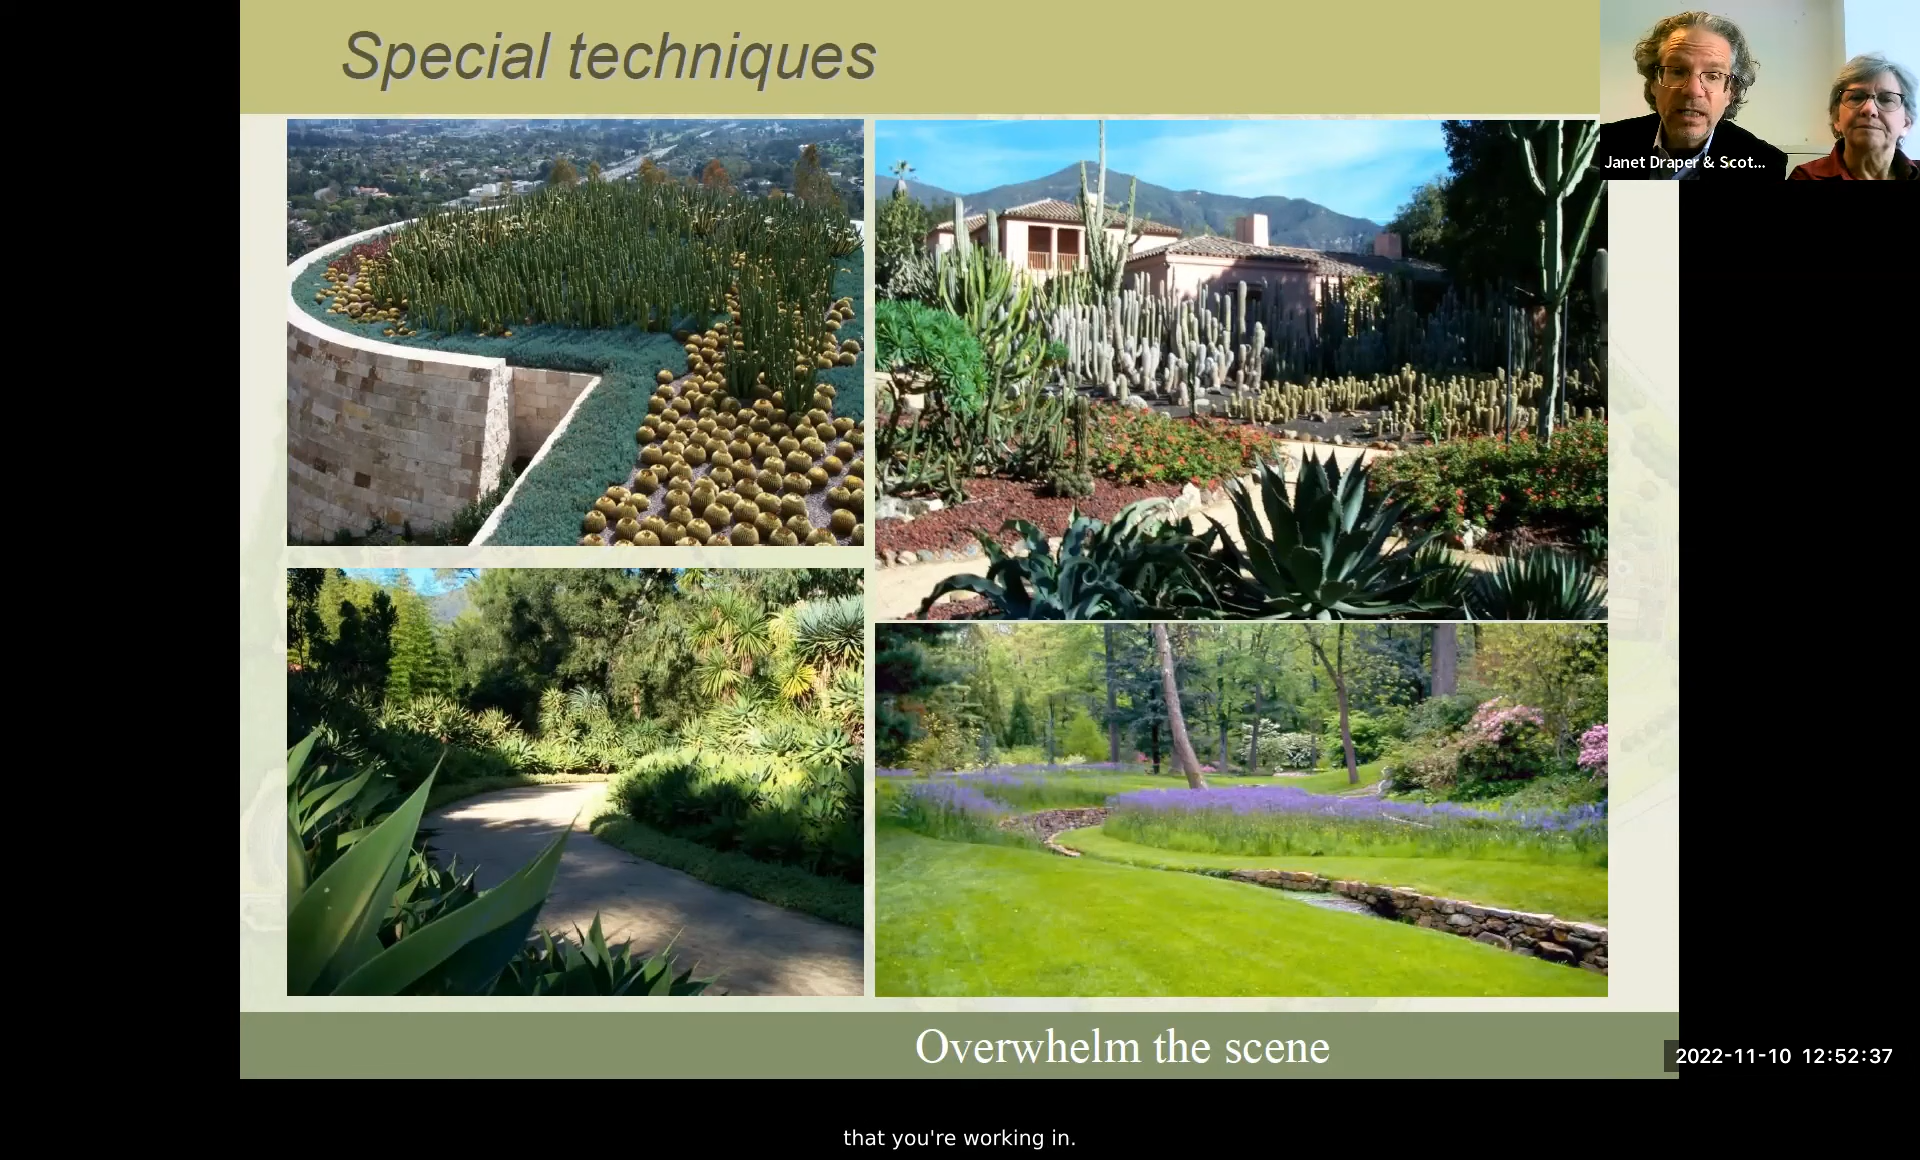 Special techniques
Janet Draper & Scot...
Overwhelm the scene
2022-11-10 12:52:37
that you're working in.